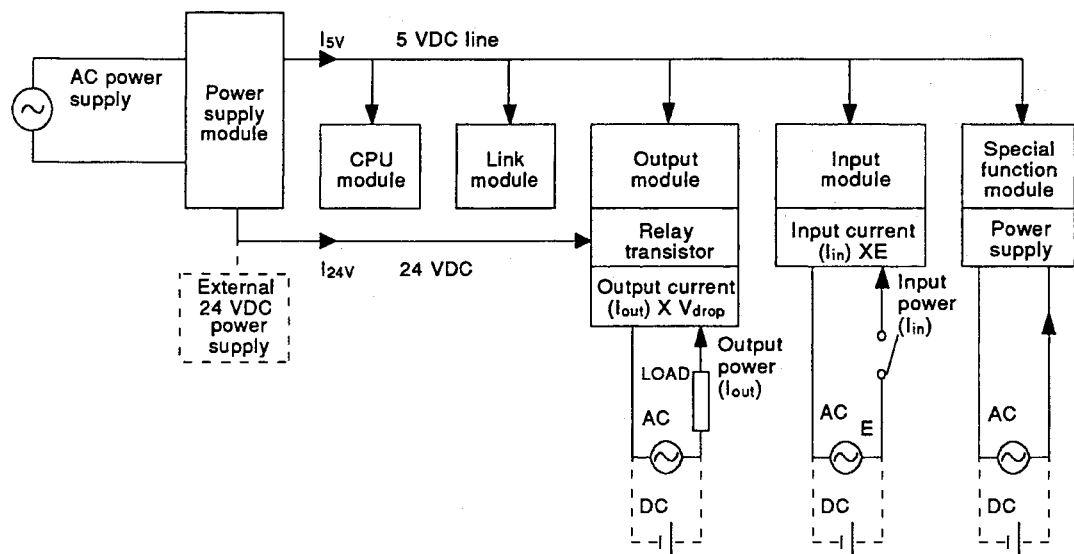 I5V
5 VDC line
AC power
supply
Power
supply
module
CPU
module
Link
module
Output
module
Input
module
Special
function
module
Relay
transistor
Input current
(Iin) XE
Power
supply
I24V
24 VDC
External
24 VDC
power
supply
Output current
(Iout) X Vdrop
Input
power
(Iin)
Output
power
(Iout)
LOAD
AC
AC
E
AC
DC
DC
DC